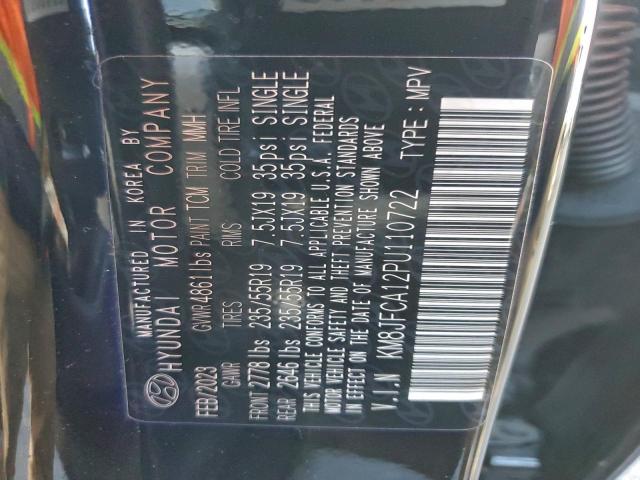 MANUFACTURED IN KOREA BY
HYUNDAI MOTOR COMPANY
FEB/2023 GVWR 4861 lbs PAINT TCM TRIM MMH
GAWR TIRES RIMS COLD TIRE INFL
FRONT 2778 lbs 235/55R19 7.5JX19 35psi SINGLE
REAR 2645 lbs 235/55R19 7.5JX19 35psi SINGLE
THIS VEHICLE CONFORMS TO ALL APPLICABLE U.S.A. FEDERAL
MOTOR VEHICLE SAFETY AND THEFT PREVENTION STANDARDS
IN EFFECT ON THE DATE OF MANUFACTURE SHOWN ABOVE
V.I.N KM8JFCA12PU110722 TYPE : MPV